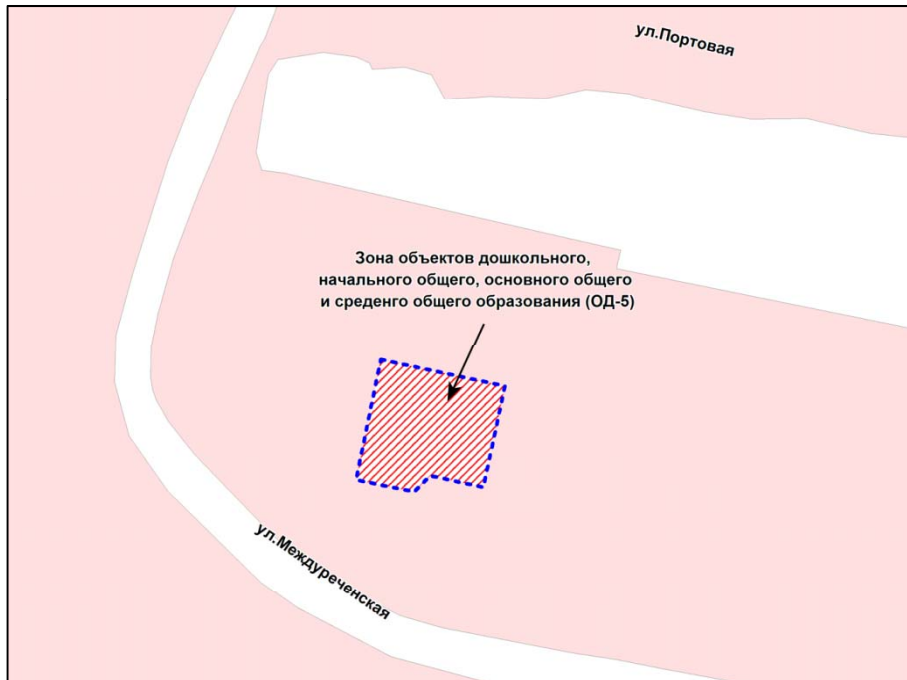 ул.Портовая
Зона объектов дошкольного,
начального общего, основного общего
и среденго общего образования (ОД-5)
ул.Междуреченская